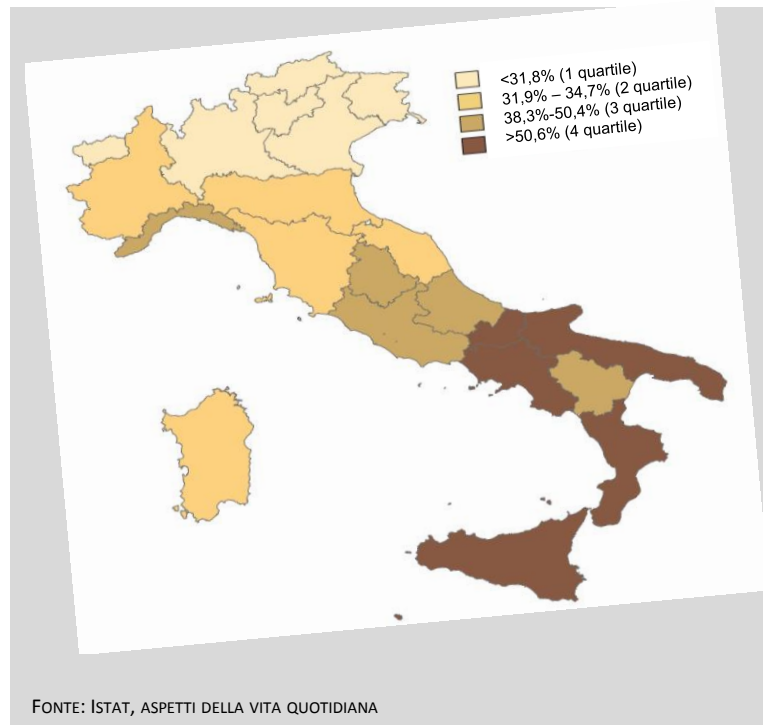 <31,8% (1 quartile)
31,9% – 34,7% (2 quartile)
38,3%-50,4% (3 quartile)
>50,6% (4 quartile)
FONTE: ISTAT, ASPETTI DELLA VITA QUOTIDIANA